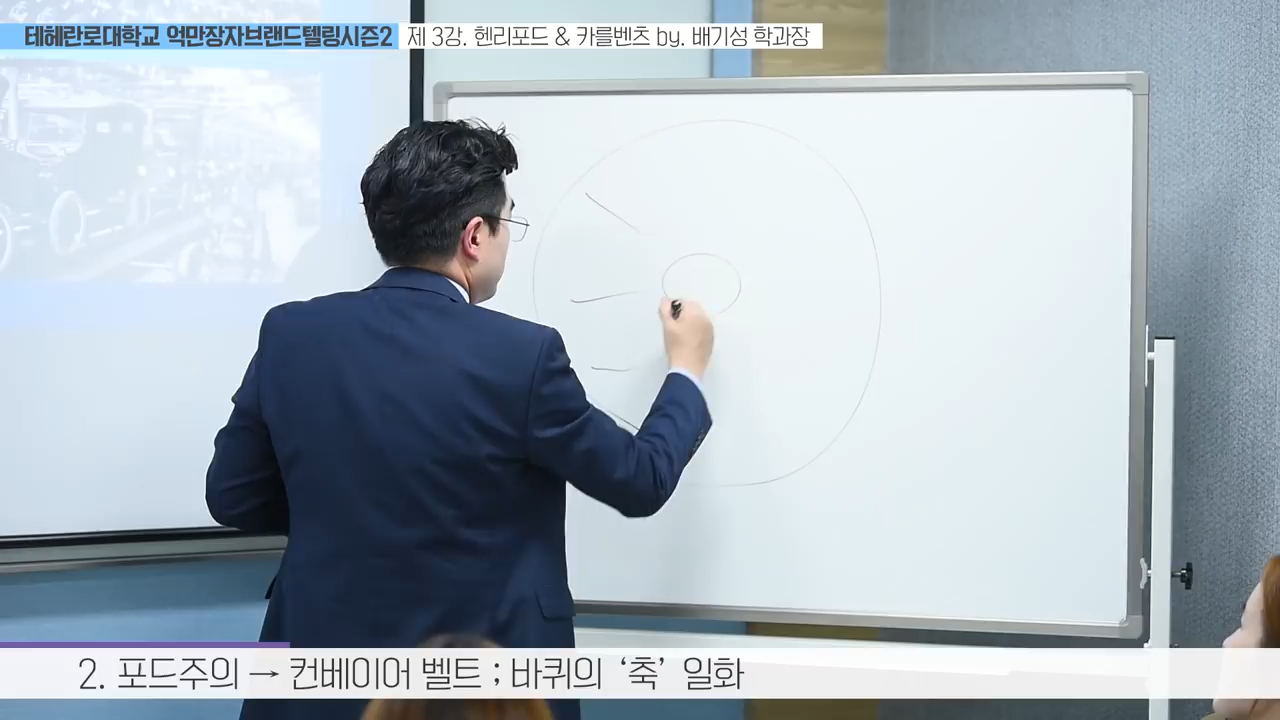 테헤란로대학교 억만장자브랜드텔링시즌2 제 3강. 헨리포드 & 카를벤츠 by. 배기성 학과장
2. 포드주의 → 컨베이어 벨트 ; 바퀴의 ‘축’ 일화